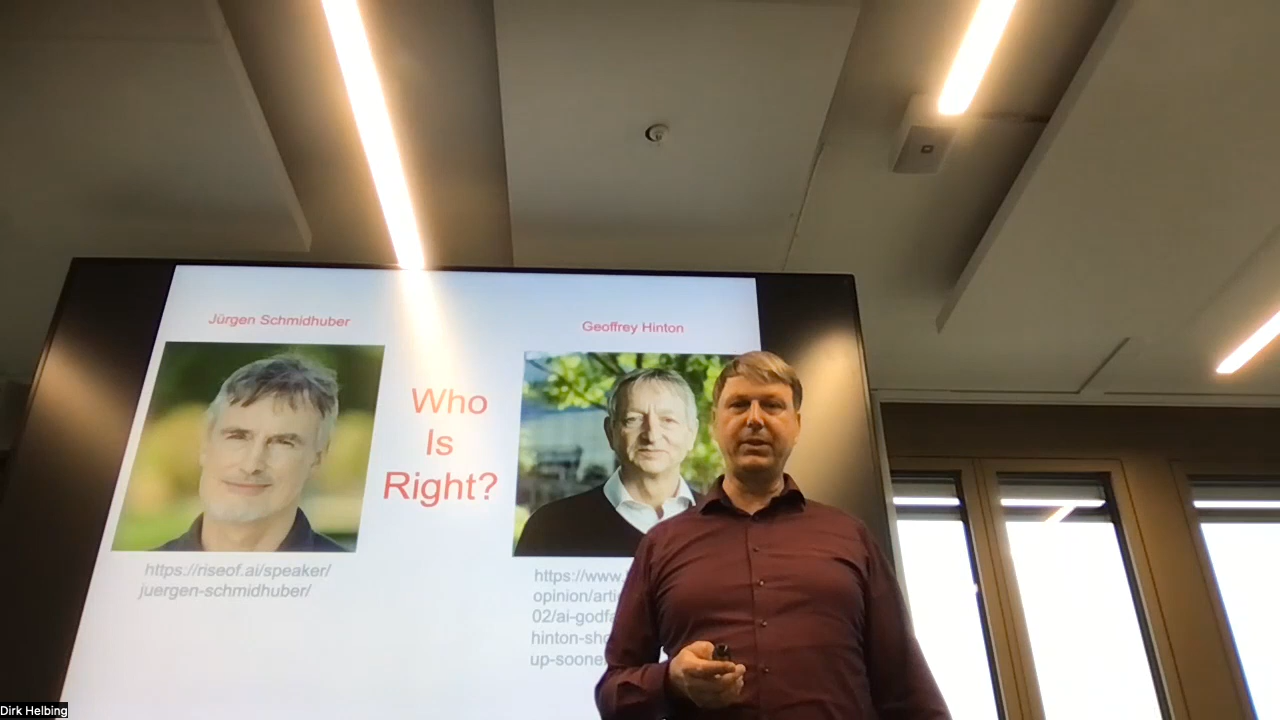 Jürgen Schmidhuber
Geoffrey Hinton
Who
Is
Right?
https://riseof.ai/speaker/
juergen-schmidhuber/
https://www.
opinion/arti
02/ai-godfa
hinton-sho
up-soone
Dirk Helbing